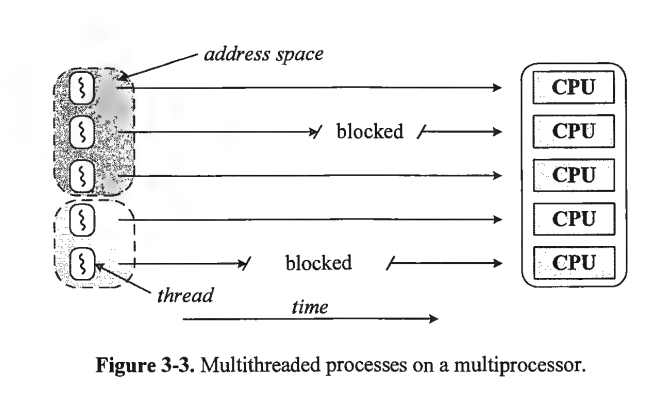 address space
CPU
blocked
CPU
CPU
CPU
blocked
CPU
thread
time
Figure 3-3. Multithreaded processes on a multiprocessor.